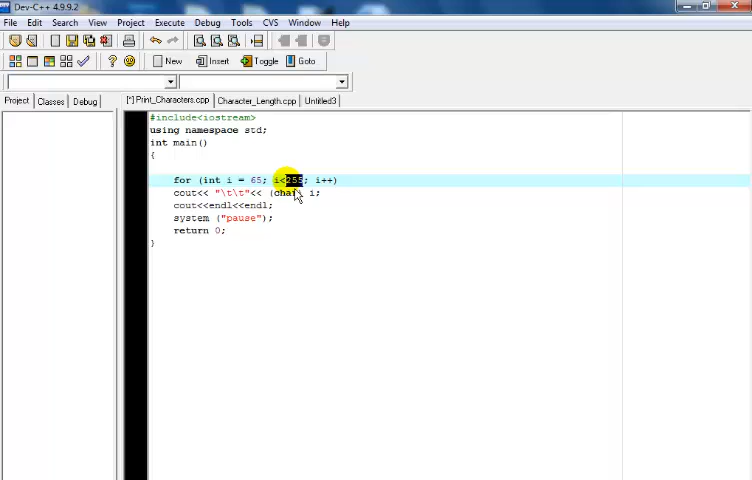 Dev-C++ 4.9.9.2
File Edit Search View Project Execute Debug Tools CVS Window Help
New Insert Toggle Goto
Project Classes Debug [*] Print_Characters.cpp Character_Length.cpp Untitled3
#include<iostream>
using namespace std;
int main()
{
for (int i = 65; i<255; i++)
cout<< "\t\t"<< (char) i;
cout<<endl<<endl;
system ("pause");
return 0;
}